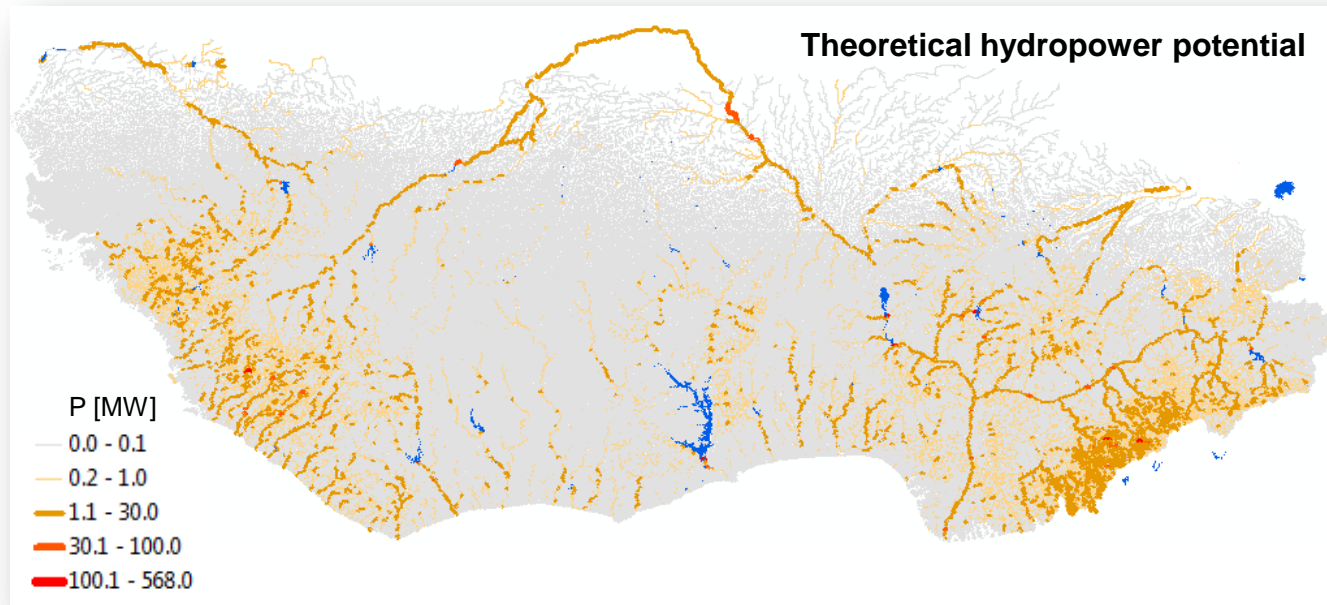 Theoretical hydropower potential
P [MW]
0.0 - 0.1
0.2 - 1.0
1.1 - 30.0
30.1 - 100.0
100.1 - 568.0